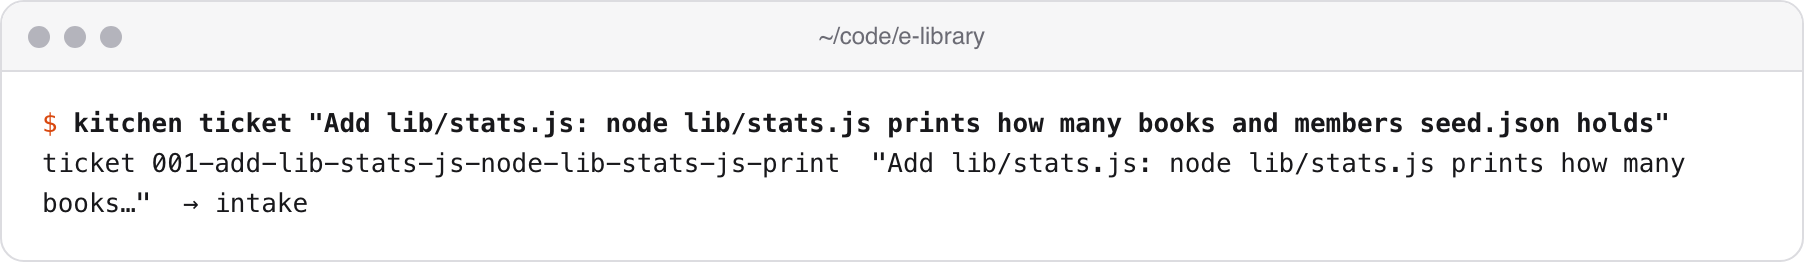 ~/code/e-library
$ kitchen ticket "Add lib/stats.js: node lib/stats.js prints how many books and members seed.json holds"
ticket 001-add-lib-stats-js-node-lib-stats-js-print  "Add lib/stats.js: node lib/stats.js prints how many
books…"  → intake